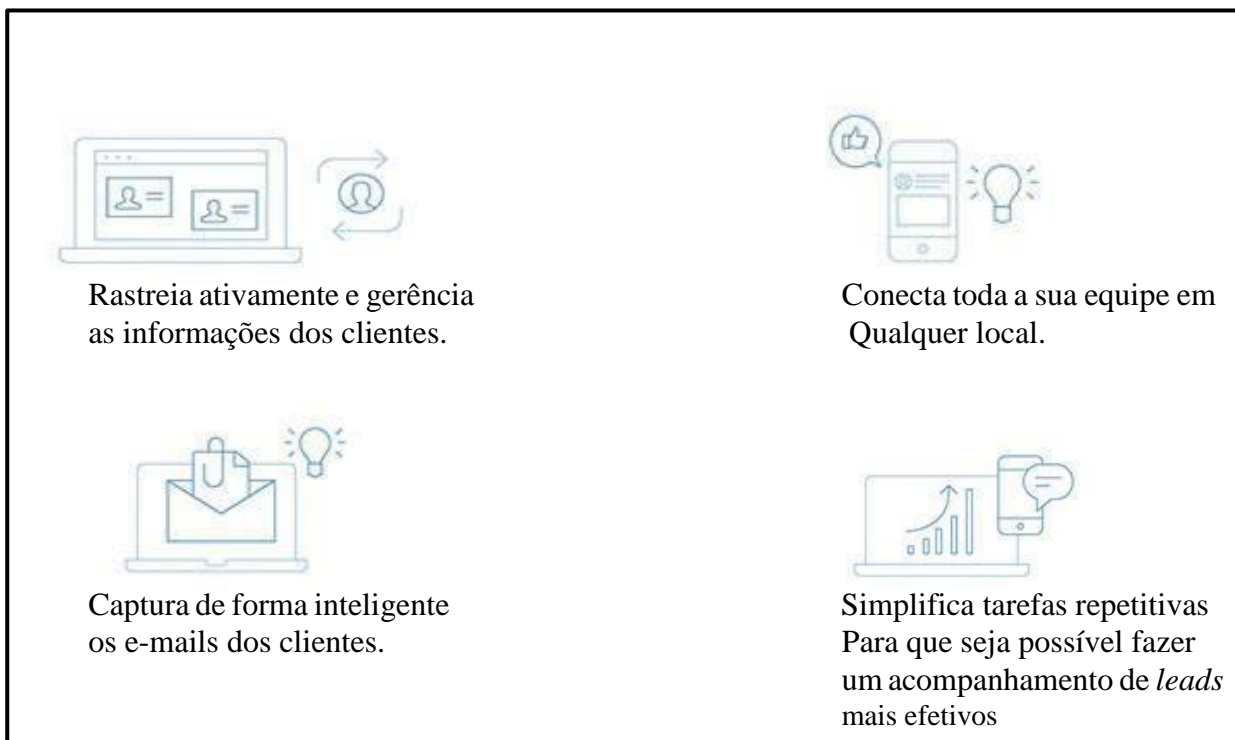 Rastreia ativamente e gerência
as informações dos clientes.
Conecta toda a sua equipe em
Qualquer local.
Captura de forma inteligente
os e-mails dos clientes.
Simplifica tarefas repetitivas
Para que seja possível fazer
um acompanhamento de leads
mais efetivos